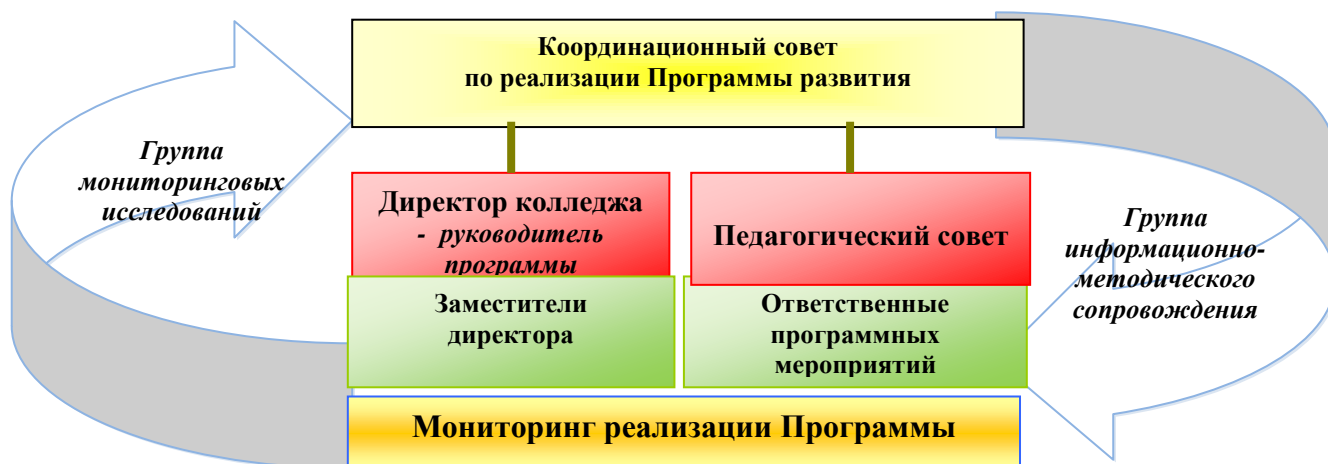 Координационный совет
по реализации Программы развития
Группа
мониторинговых
исследований
Директор колледжа
- руководитель
программы
Педагогический совет
Группа
информационно-
методического
сопровождения
Заместители
директора
Ответственные
программных
мероприятий
Мониторинг реализации Программы